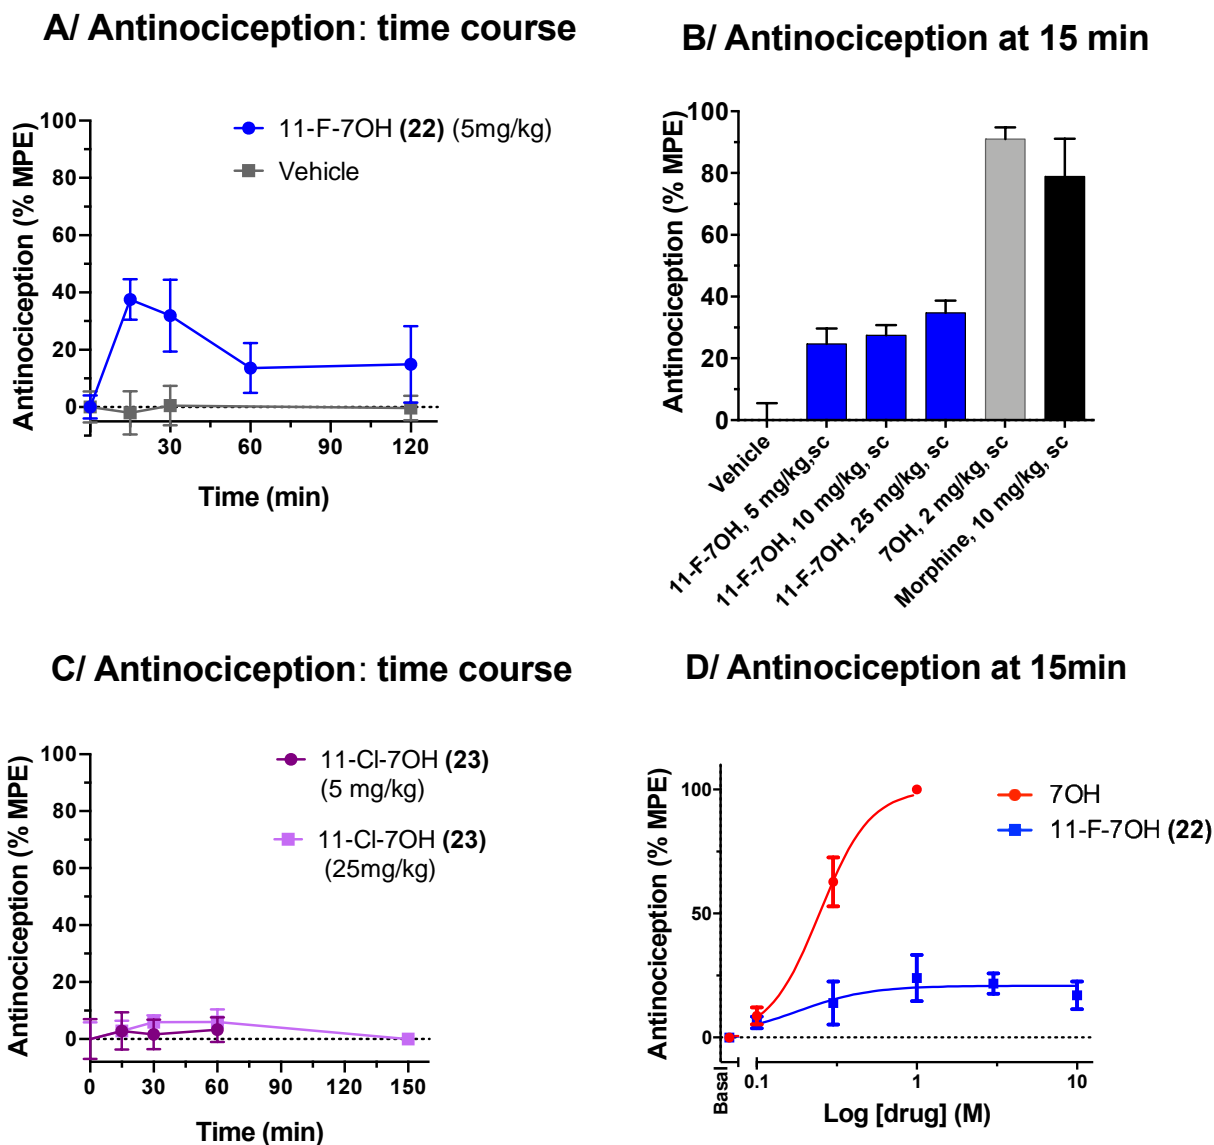 A/ Antinociception: time course
Antinociception (% MPE)
100
80
60
40
20
0
30
60
90
120
Time (min)
11-F-7OH (22) (5mg/kg)
Vehicle
B/ Antinociception at 15 min
Antinociception (% MPE)
100
80
60
40
20
0
Vehicle
11-F-7OH, 5 mg/kg,sc
11-F-7OH, 10 mg/kg, sc
11-F-7OH, 25 mg/kg, sc
7OH, 2 mg/kg, sc
Morphine, 10 mg/kg, sc
C/ Antinociception: time course
Antinociception (% MPE)
100
80
60
40
20
0
0
30
60
90
120
150
Time (min)
11-Cl-7OH (23)
(5 mg/kg)
11-Cl-7OH (23)
(25mg/kg)
D/ Antinociception at 15min
Antinociception (% MPE)
100
50
0
Basal
0.1
1
10
Log [drug] (M)
7OH
11-F-7OH (22)